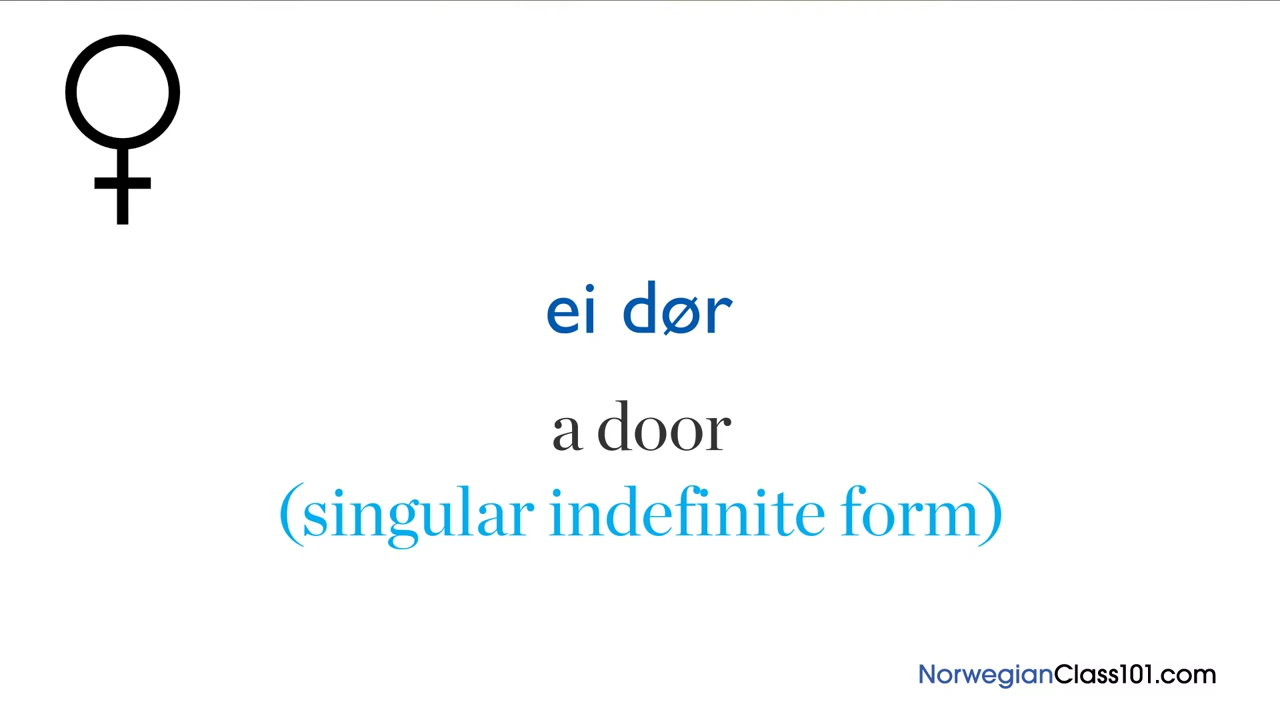 ei dør
a door
(singular indefinite form)
NorwegianClass101.com